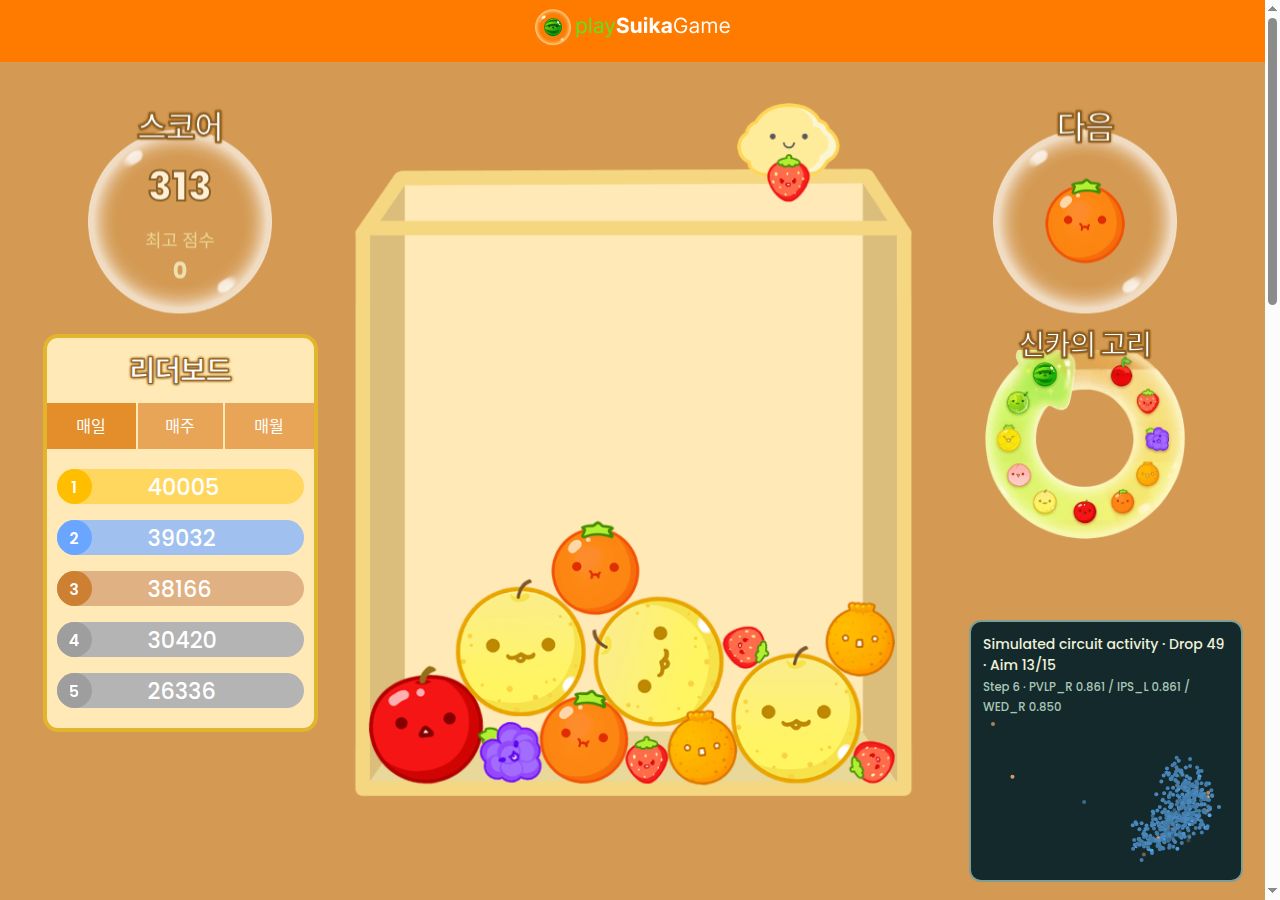 playSuikaGame
스코어
313
최고 점수
0
리더보드
매일 매주 매월
1 40005
2 39032
3 38166
4 30420
5 26336
다음
신카의 고리
Simulated circuit activity · Drop 49
· Aim 13/15
Step 6 · PVLP_R 0.861 / IPS_L 0.861 /
WED_R 0.850